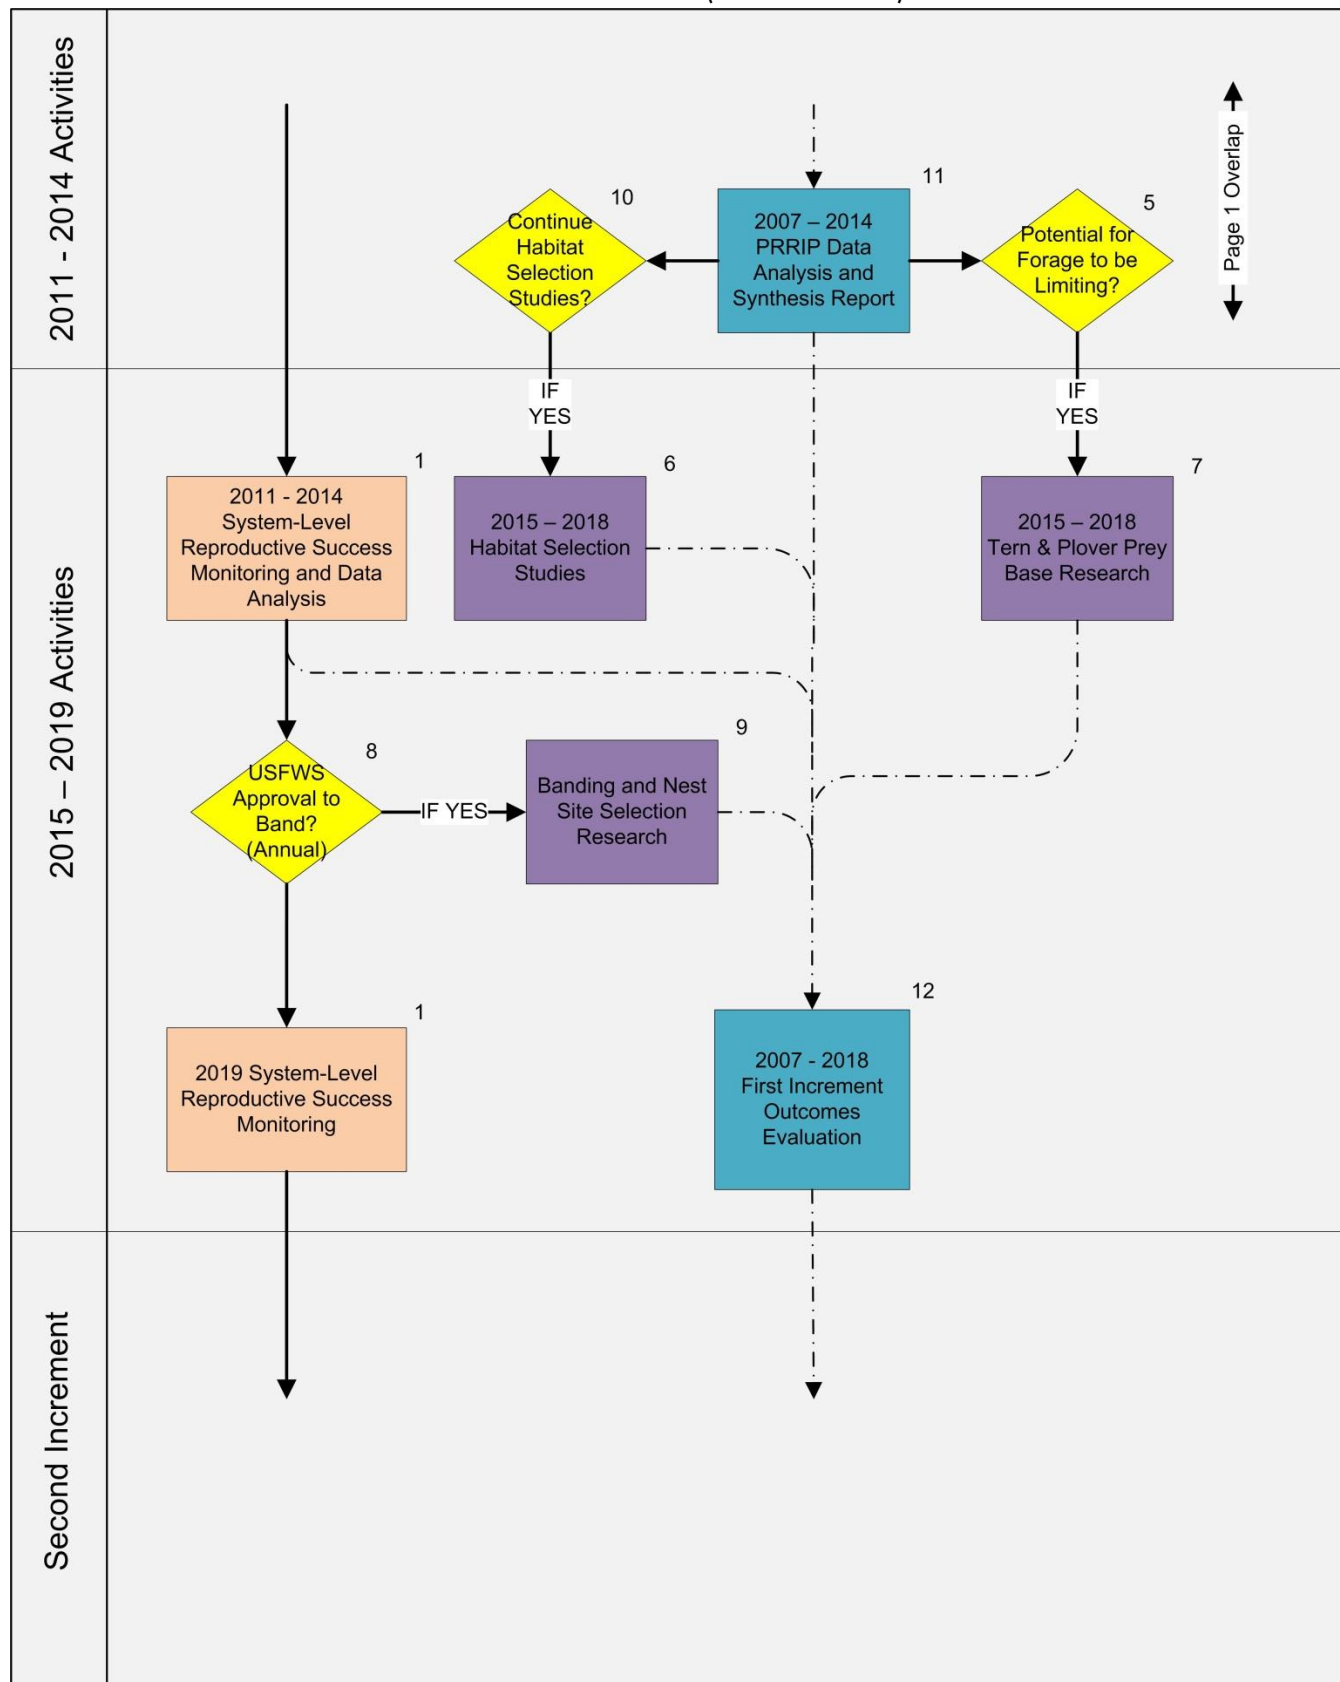 2011 - 2014 Activities
10
Continue
Habitat
Selection
Studies?
11
2007 – 2014
PRRIP Data
Analysis and
Synthesis Report
5
Potential for
Forage to be
Limiting?
Page 1 Overlap
IF
YES
IF
YES
2015 – 2019 Activities
1
2011 - 2014
System-Level
Reproductive Success
Monitoring and Data
Analysis
6
2015 – 2018
Habitat Selection
Studies
7
2015 – 2018
Tern & Plover Prey
Base Research
8
USFWS
Approval to
Band?
(Annual)
IF YES
9
Banding and Nest
Site Selection
Research
1
2019 System-Level
Reproductive Success
Monitoring
12
2007 - 2018
First Increment
Outcomes
Evaluation
Second Increment